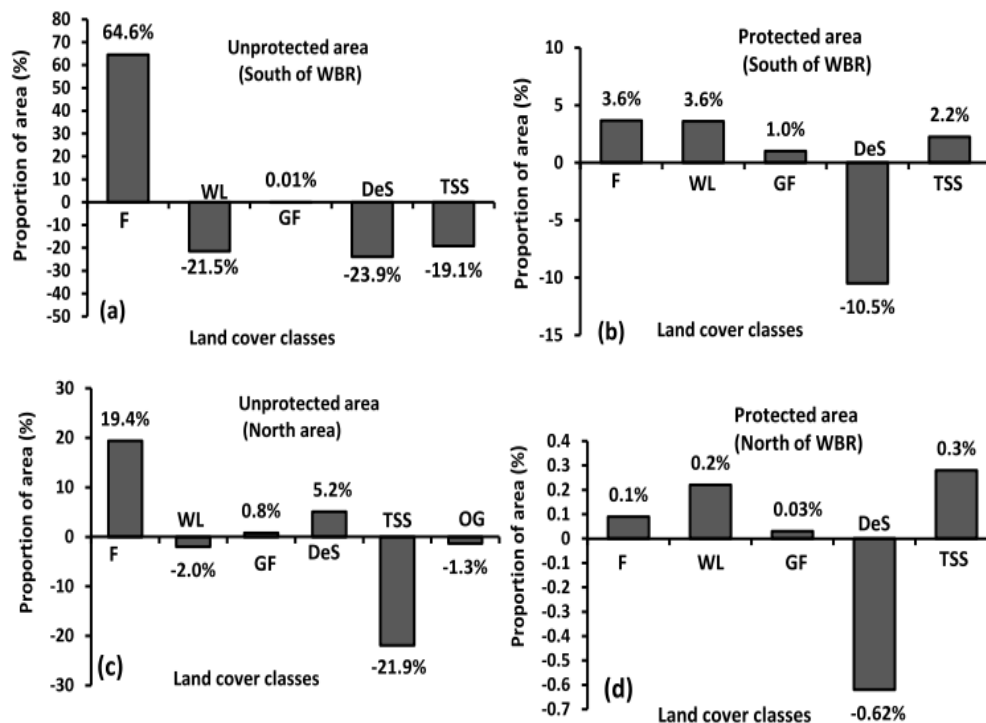 Proportion of area (%)
80
70
60
50
40
30
20
10
0
-10
-20
-30
-40
-50
64.6%
Unprotected area
(South of WBR)
F
WL
-21.5%
0.01%
GF
DeS
-23.9%
TSS
-19.1%
(a)
Land cover classes
Proportion of area (%)
10
5
0
-5
-10
-15
Protected area
(South of WBR)
3.6%
F
3.6%
WL
1.0%
GF
DeS
-10.5%
2.2%
TSS
(b)
Land cover classes
Proportion of area (%)
30
20
10
0
-10
-20
-30
Unprotected area
(North area)
19.4%
F
WL
-2.0%
0.8%
GF
5.2%
DeS
TSS
-21.9%
OG
-1.3%
(c)
Land cover classes
Proportion of area (%)
0.4
0.3
0.2
0.1
0
-0.1
-0.2
-0.3
-0.4
-0.5
-0.6
-0.7
Protected area
(North of WBR)
0.1%
F
0.2%
WL
0.03%
GF
DeS
-0.62%
0.3%
TSS
(d)
Land cover classes